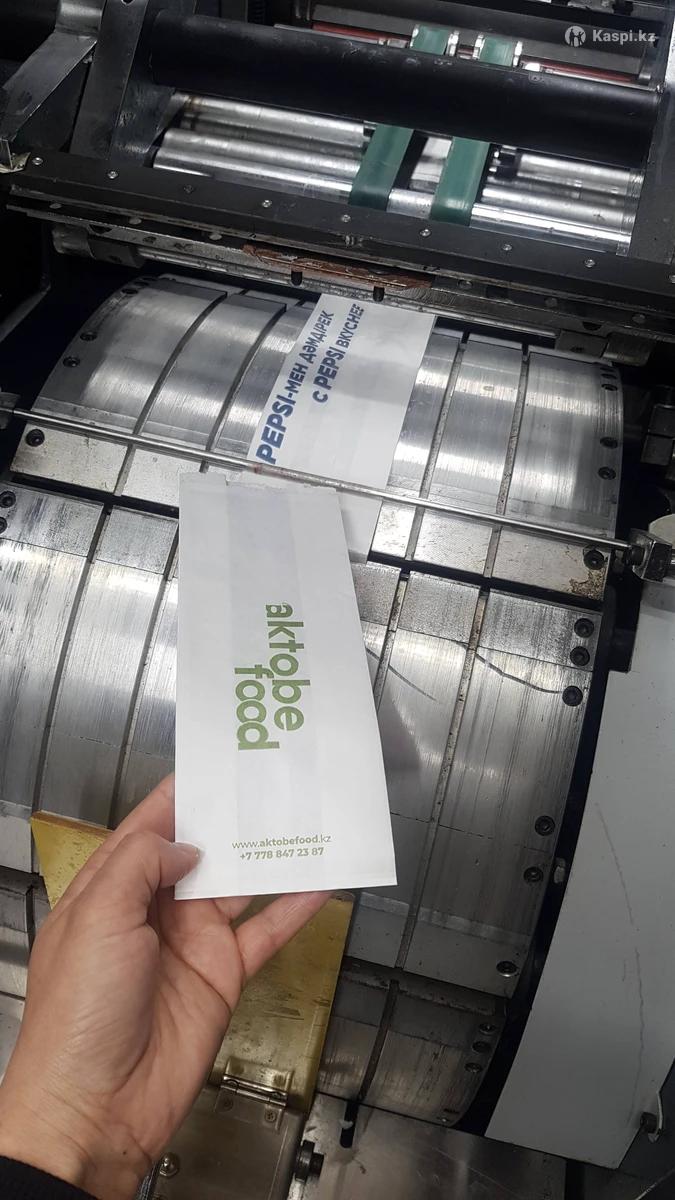 Kaspi.kz
PEPSI-МЕН ДӘМДІРЕК
С PEPSI ВКУСНЕЕ
aktobe
food
www.aktobefood.kz
+7 778 847 23 87